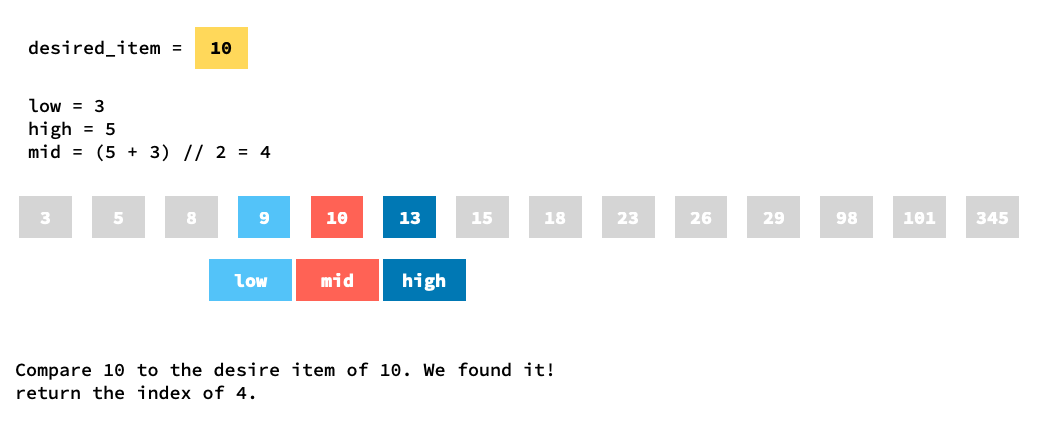 desired_item = 10
low = 3
high = 5
mid = (5 + 3) // 2 = 4
3 5 8 9 10 13 15 18 23 26 29 98 101 345
low mid high
Compare 10 to the desire item of 10. We found it!
return the index of 4.